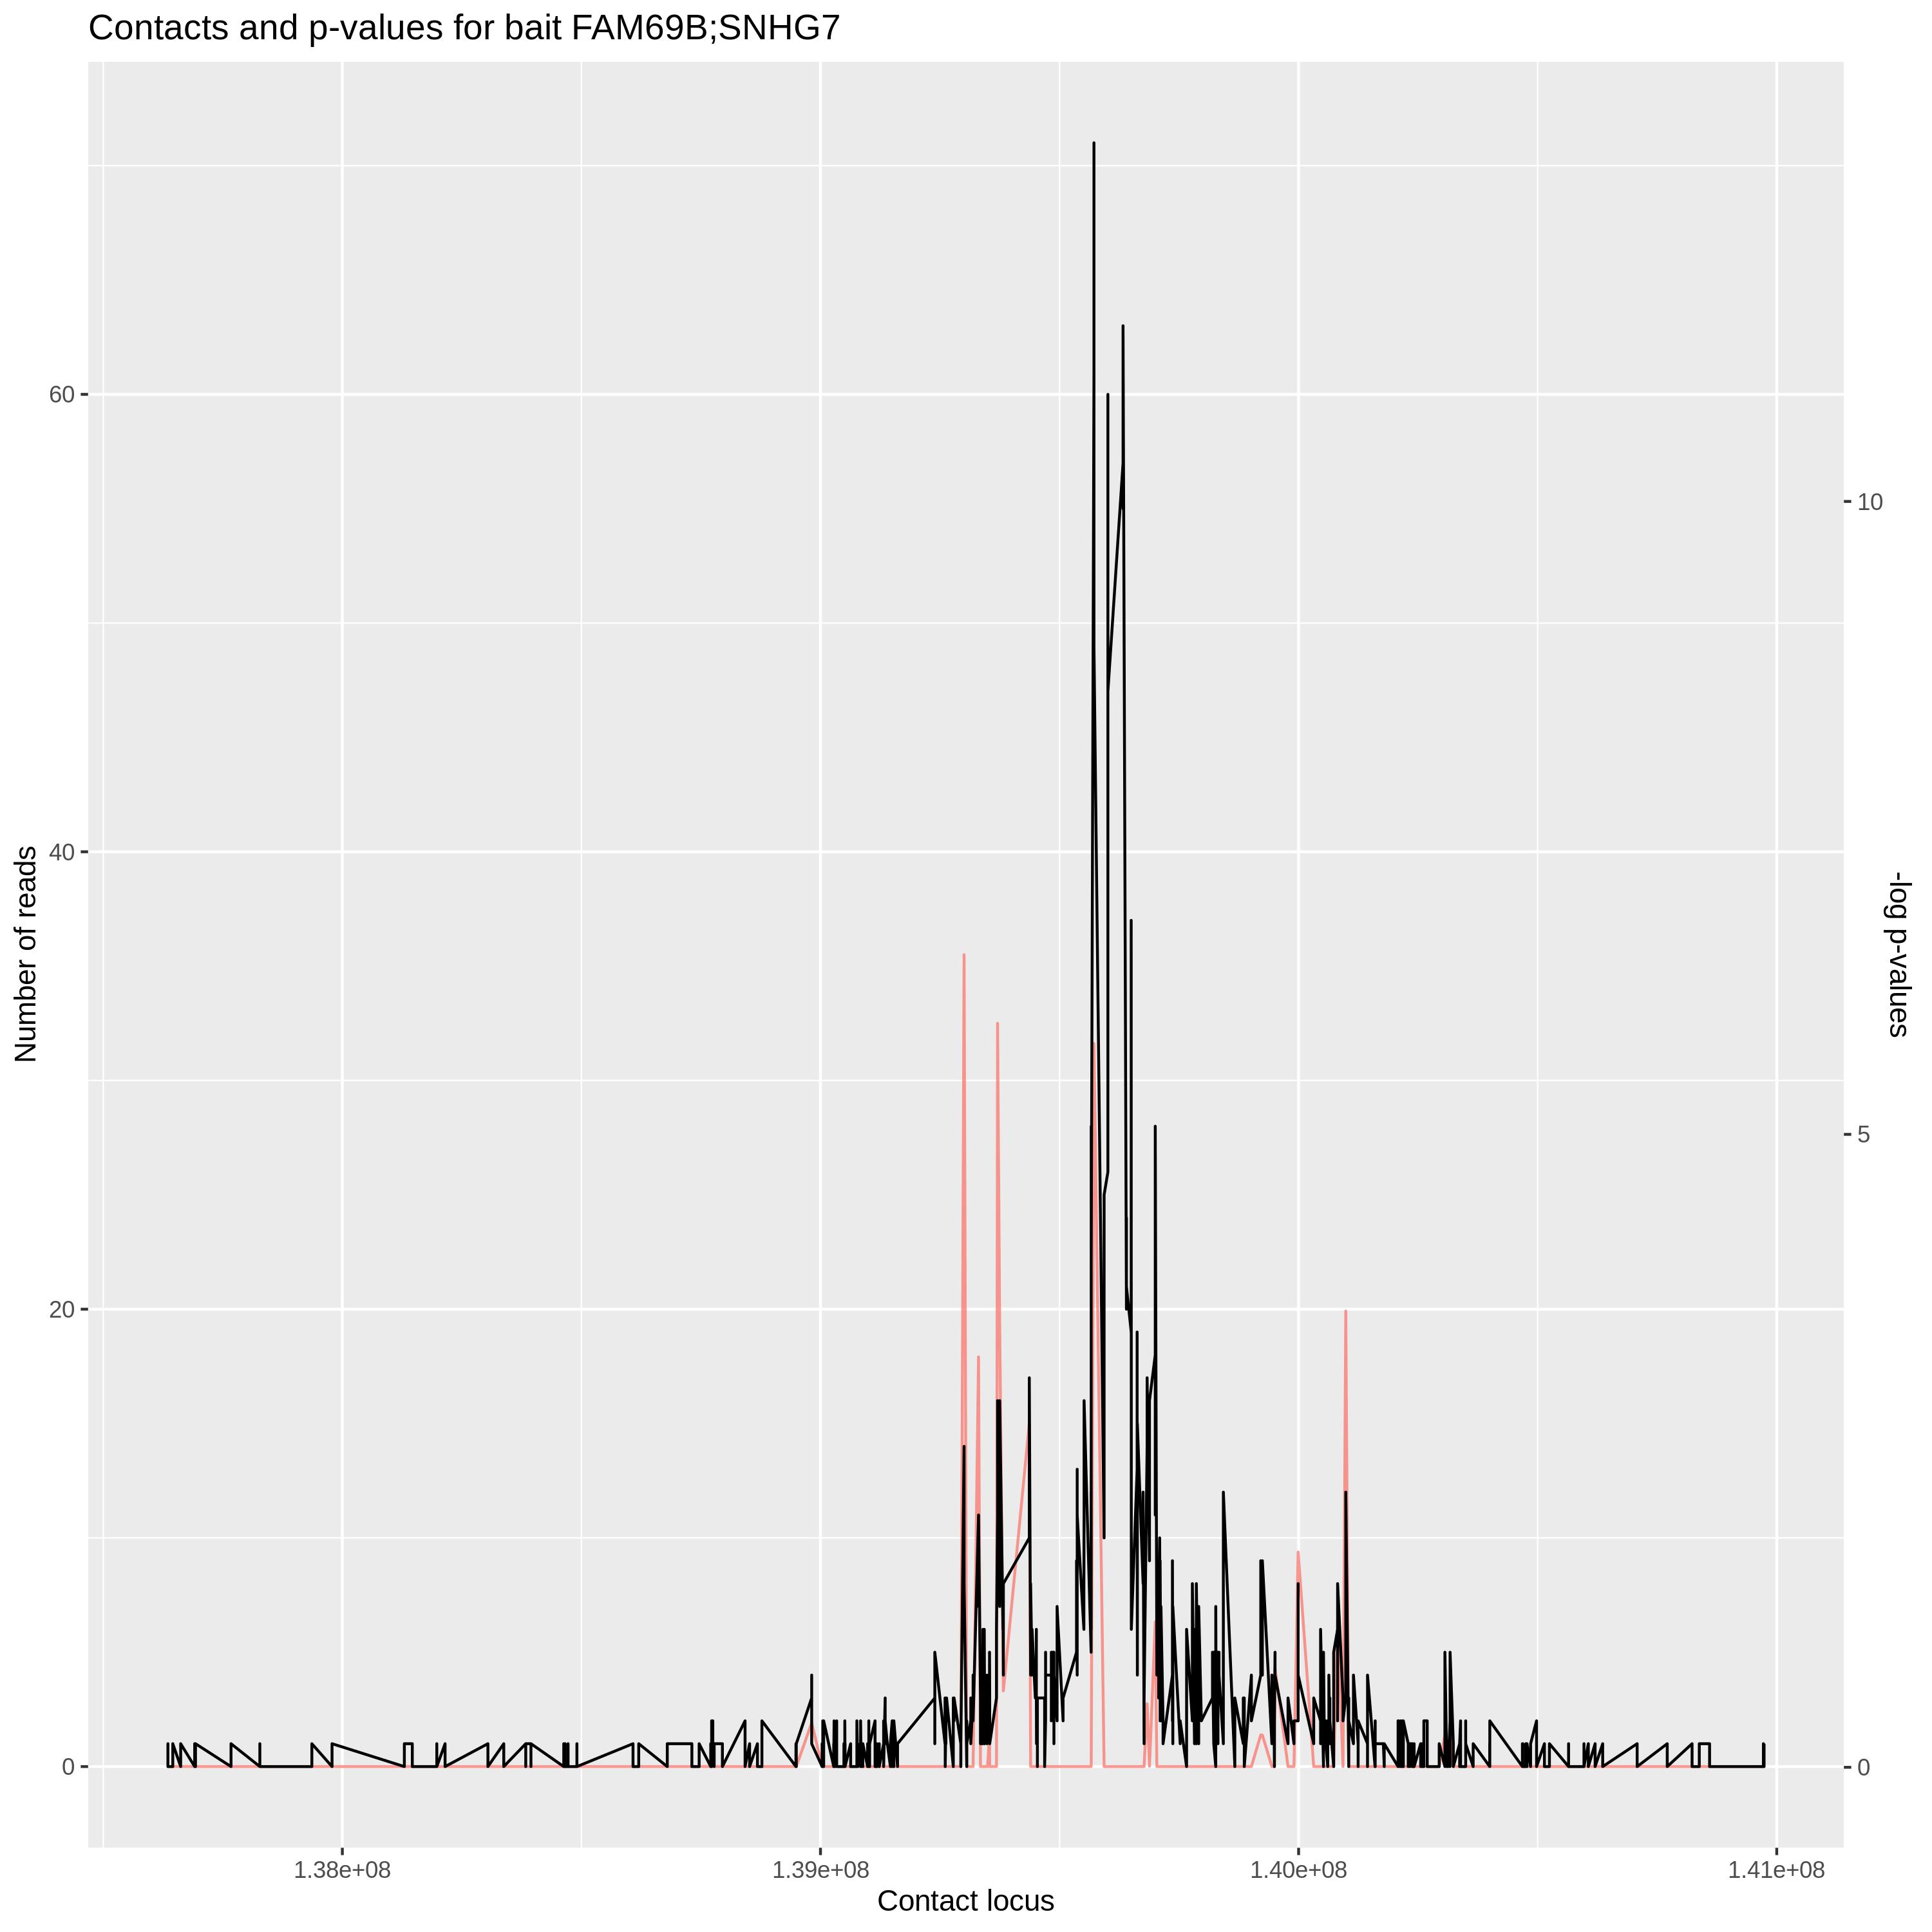 Contacts and p-values for bait FAM69B;SNHG7
60
40
20
0
Number of reads
10
5
0
-log p-values
1.38e+08
1.39e+08
1.40e+08
1.41e+08
Contact locus